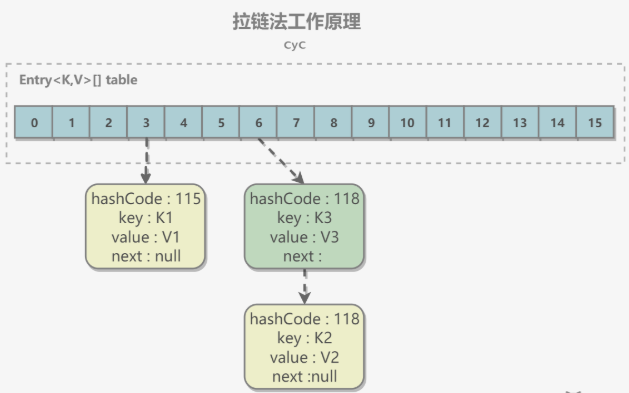 拉链法工作原理
CyC
Entry<K,V>[] table
0 1 2 3 4 5 6 7 8 9 10 11 12 13 14 15
hashCode : 115
key : K1
value : V1
next : null
hashCode : 118
key : K3
value : V3
next :
hashCode : 118
key : K2
value : V2
next :null